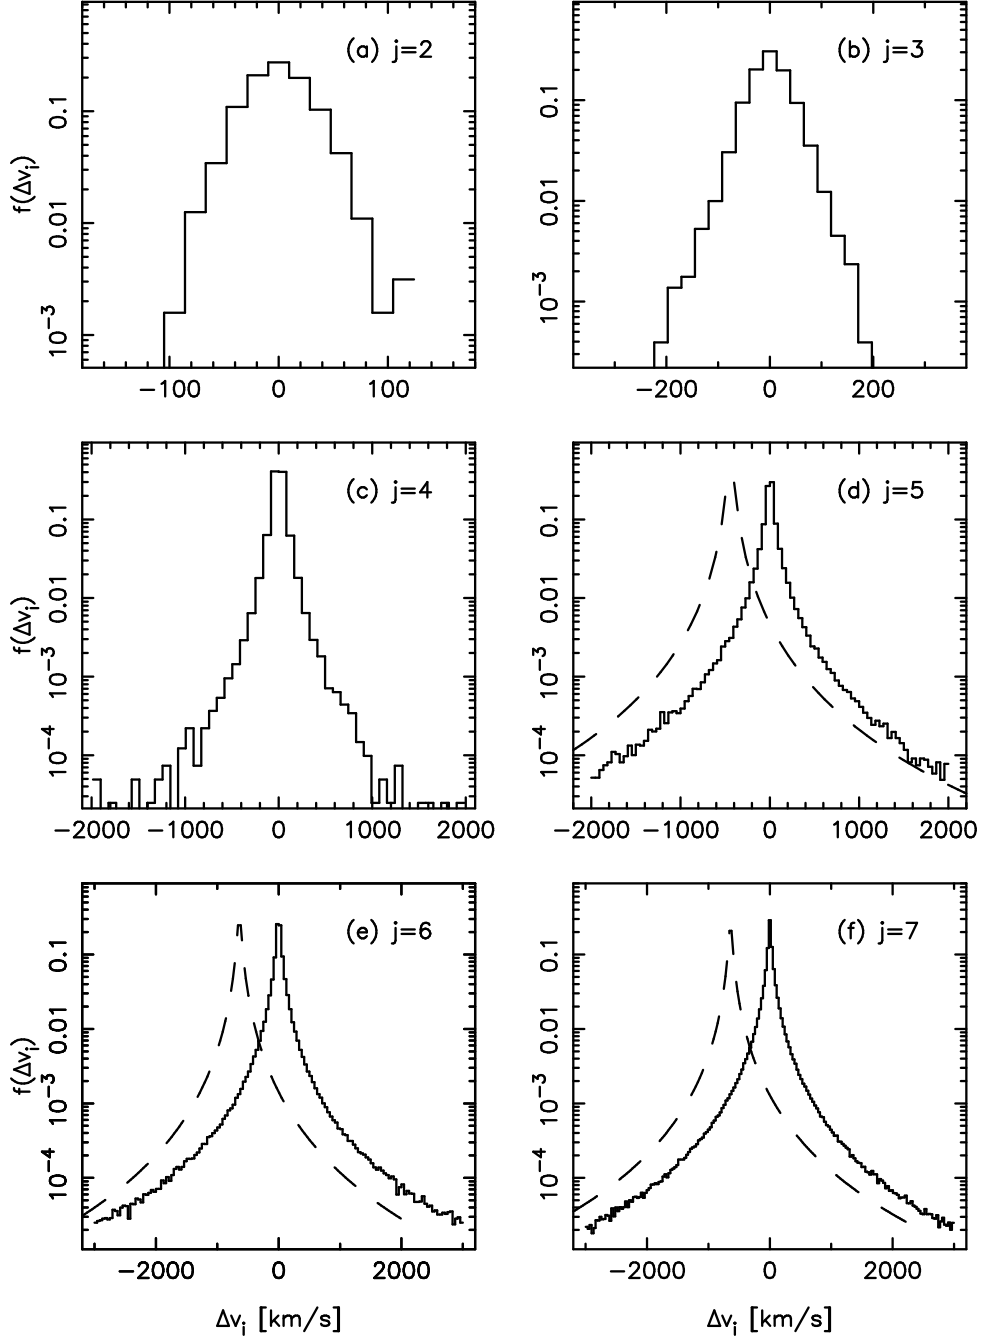 (a) j=2
(b) j=3
f(Δv_i)
0.1
0.01
10^−3
0.1
0.01
10^−3
−100 0 100
−200 0 200
(c) j=4
(d) j=5
f(Δv_i)
0.1
0.01
10^−3
10^−4
0.1
0.01
10^−3
10^−4
−2000 −1000 0 1000 2000
−2000 −1000 0 1000 2000
(e) j=6
(f) j=7
f(Δv_i)
0.1
0.01
10^−3
10^−4
0.1
0.01
10^−3
10^−4
−2000 0 2000
−2000 0 2000
Δv_i [km/s]
Δv_i [km/s]